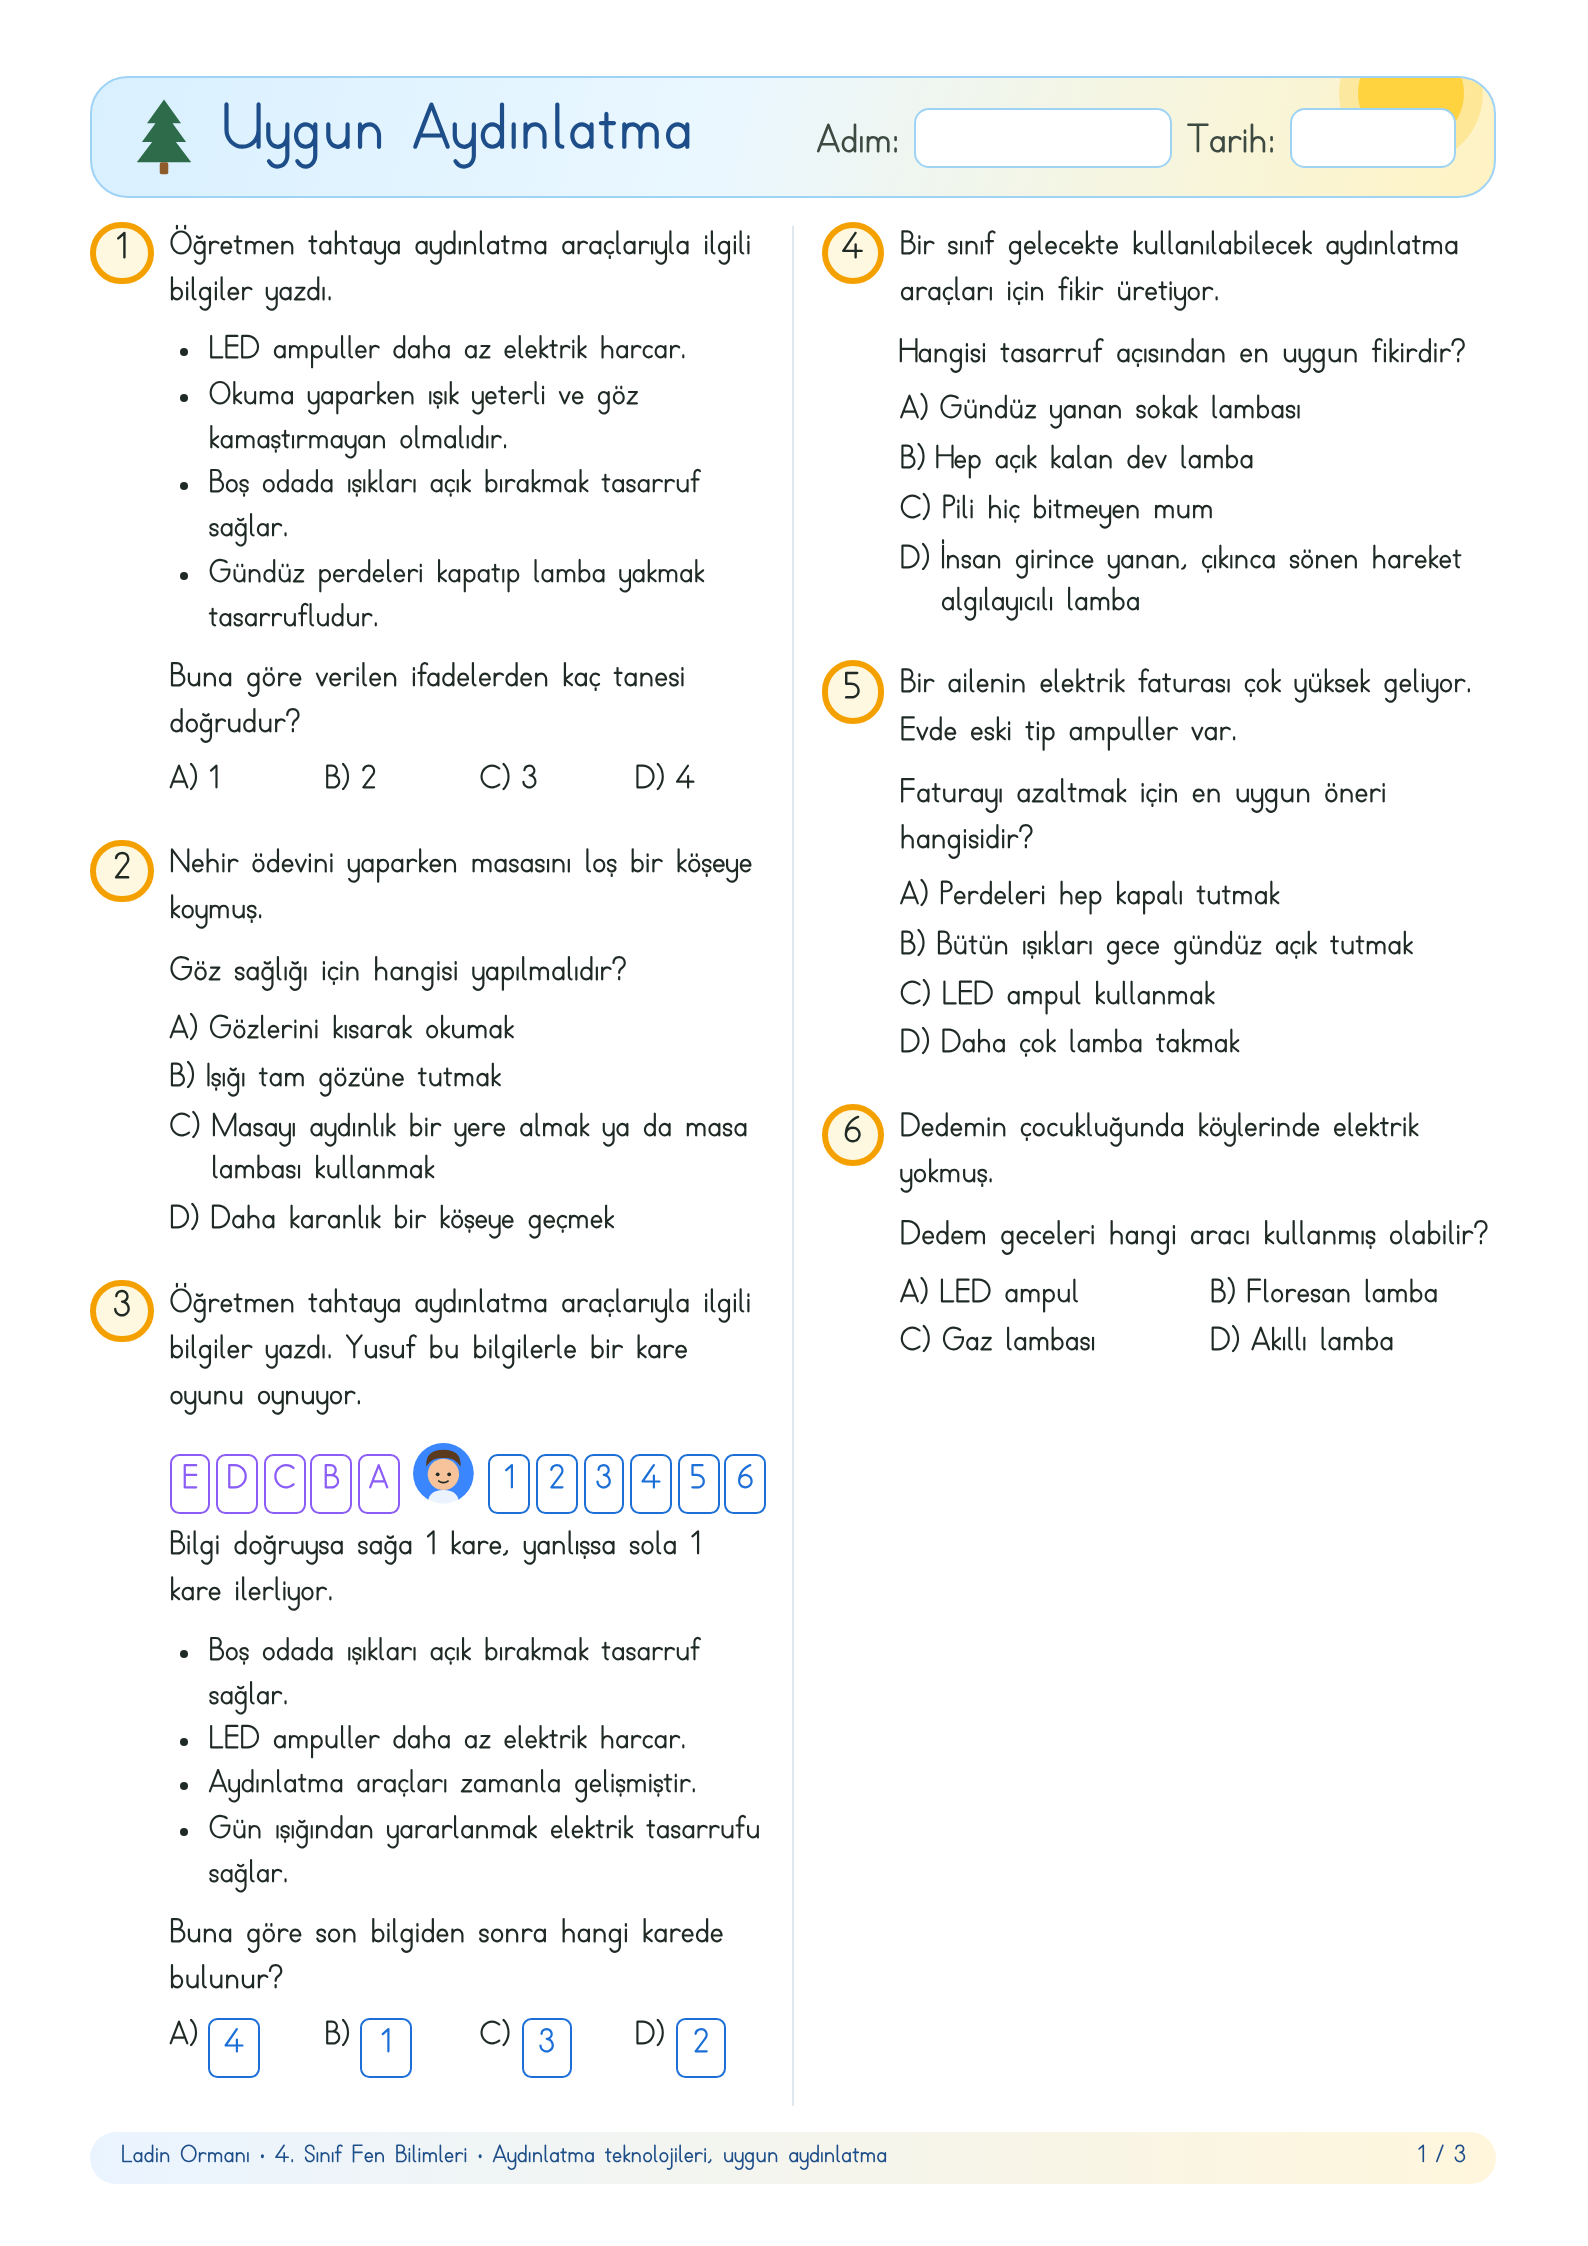 Uygun Aydınlatma
Adım:
Tarih:
1
Öğretmen tahtaya aydınlatma araçlarıyla ilgili
bilgiler yazdı.
• LED ampuller daha az elektrik harcar.
• Okuma yaparken ışık yeterli ve göz
kamaştırmayan olmalıdır.
• Boş odada ışıkları açık bırakmak tasarruf
sağlar.
• Gündüz perdeleri kapatıp lamba yakmak
tasarrufludur.
Buna göre verilen ifadelerden kaç tanesi
doğrudur?
A) 1 B) 2 C) 3 D) 4
2
Nehir ödevini yaparken masasını loş bir köşeye
koymuş.
Göz sağlığı için hangisi yapılmalıdır?
A) Gözlerini kısarak okumak
B) Işığı tam gözüne tutmak
C) Masayı aydınlık bir yere almak ya da masa
lambası kullanmak
D) Daha karanlık bir köşeye geçmek
3
Öğretmen tahtaya aydınlatma araçlarıyla ilgili
bilgiler yazdı. Yusuf bu bilgilerle bir kare
oyunu oynuyor.
E D C B A 1 2 3 4 5 6
Bilgi doğruysa sağa 1 kare, yanlışsa sola 1
kare ilerliyor.
• Boş odada ışıkları açık bırakmak tasarruf
sağlar.
• LED ampuller daha az elektrik harcar.
• Aydınlatma araçları zamanla gelişmiştir.
• Gün ışığından yararlanmak elektrik tasarrufu
sağlar.
Buna göre son bilgiden sonra hangi karede
bulunur?
A) 4 B) 1 C) 3 D) 2
4
Bir sınıf gelecekte kullanılabilecek aydınlatma
araçları için fikir üretiyor.
Hangisi tasarruf açısından en uygun fikirdir?
A) Gündüz yanan sokak lambası
B) Hep açık kalan dev lamba
C) Pili hiç bitmeyen mum
D) İnsan girince yanan, çıkınca sönen hareket
algılayıcılı lamba
5
Bir ailenin elektrik faturası çok yüksek geliyor.
Evde eski tip ampuller var.
Faturayı azaltmak için en uygun öneri
hangisidir?
A) Perdeleri hep kapalı tutmak
B) Bütün ışıkları gece gündüz açık tutmak
C) LED ampul kullanmak
D) Daha çok lamba takmak
6
Dedemin çocukluğunda köylerinde elektrik
yokmuş.
Dedem geceleri hangi aracı kullanmış olabilir?
A) LED ampul B) Floresan lamba
C) Gaz lambası D) Akıllı lamba
Ladin Ormanı • 4. Sınıf Fen Bilimleri • Aydınlatma teknolojileri, uygun aydınlatma
1 / 3